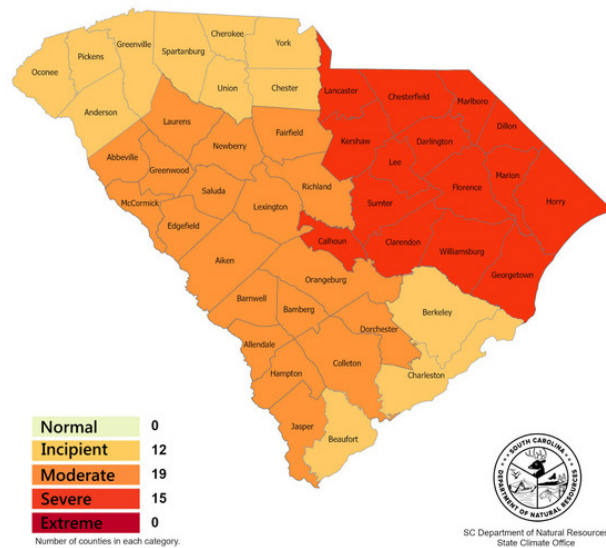 Cherokee
York
Greenville
Spartanburg
Pickens
Oconee
Union
Chester
Anderson
Lancaster
Chesterfield
Marlboro
Dillon
Laurens
Fairfield
Newberry
Kershaw
Darlington
Abbeville
Lee
Greenwood
Marion
Richland
Florence
Saluda
Horry
McCormick
Lexington
Sumter
Edgefield
Calhoun
Clarendon
Williamsburg
Aiken
Georgetown
Orangeburg
Barnwell
Bamberg
Berkeley
Dorchester
Allendale
Colleton
Hampton
Charleston
Jasper
Beaufort
Normal 0
Incipient 12
Moderate 19
Severe 15
Extreme 0
Number of counties in each category.
SOUTH CAROLINA
DEPARTMENT OF NATURAL RESOURCES
SC Department of Natural Resources
State Climate Office